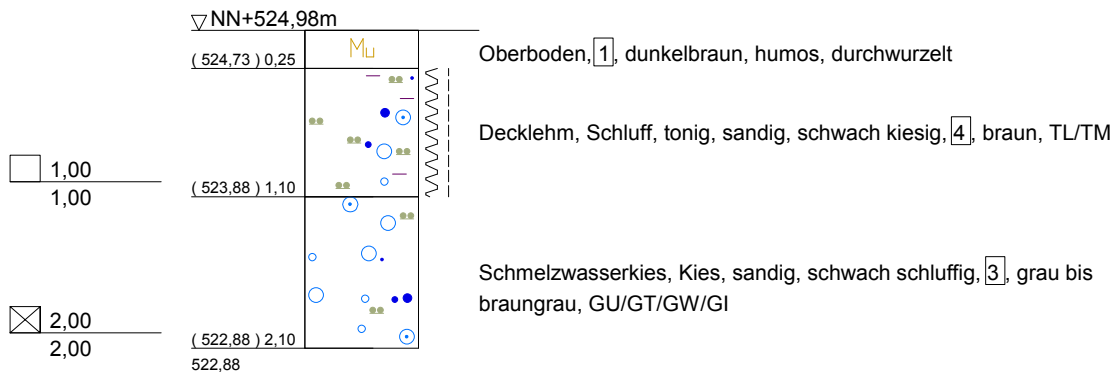 NN+524,98m
Mu
Oberboden, 1, dunkelbraun, humos, durchwurzelt
( 524,73 ) 0,25
Decklehm, Schluff, tonig, sandig, schwach kiesig, 4, braun, TL/TM
1,00
1,00
( 523,88 ) 1,10
Schmelzwasserkies, Kies, sandig, schwach schluffig, 3, grau bis
braungrau, GU/GT/GW/GI
2,00
2,00
( 522,88 ) 2,10
522,88